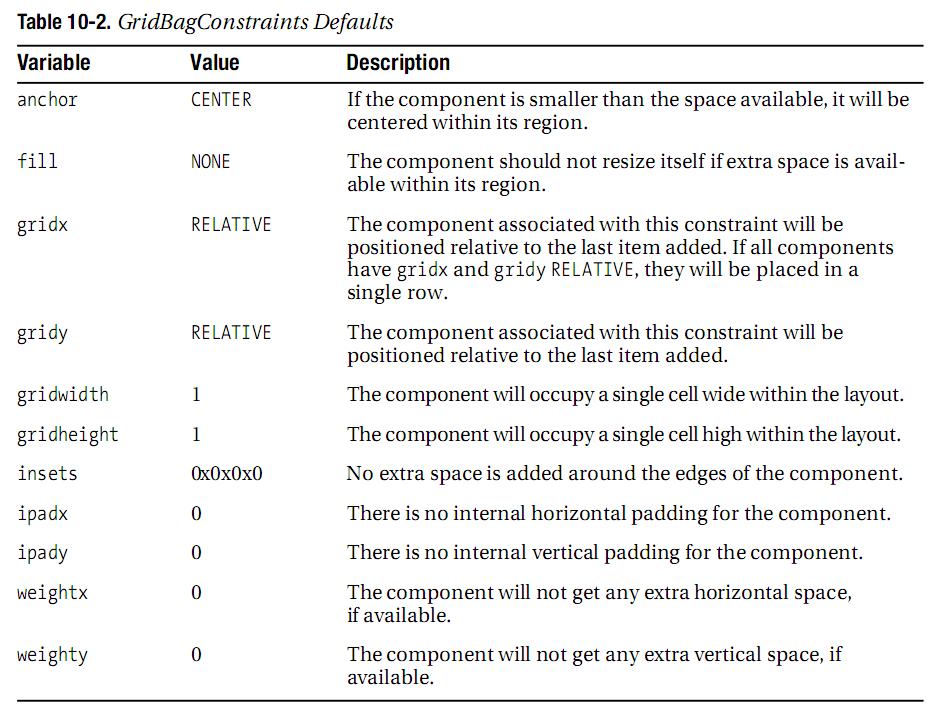 Table 10-2. GridBagConstraints Defaults
Variable Value Description
anchor CENTER If the component is smaller than the space available, it will be
centered within its region.
fill NONE The component should not resize itself if extra space is avail-
able within its region.
gridx RELATIVE The component associated with this constraint will be
positioned relative to the last item added. If all components
have gridx and gridy RELATIVE, they will be placed in a
single row.
gridy RELATIVE The component associated with this constraint will be
positioned relative to the last item added.
gridwidth 1 The component will occupy a single cell wide within the layout.
gridheight 1 The component will occupy a single cell high within the layout.
insets 0x0x0x0 No extra space is added around the edges of the component.
ipadx 0 There is no internal horizontal padding for the component.
ipady 0 There is no internal vertical padding for the component.
weightx 0 The component will not get any extra horizontal space,
if available.
weighty 0 The component will not get any extra vertical space, if
available.